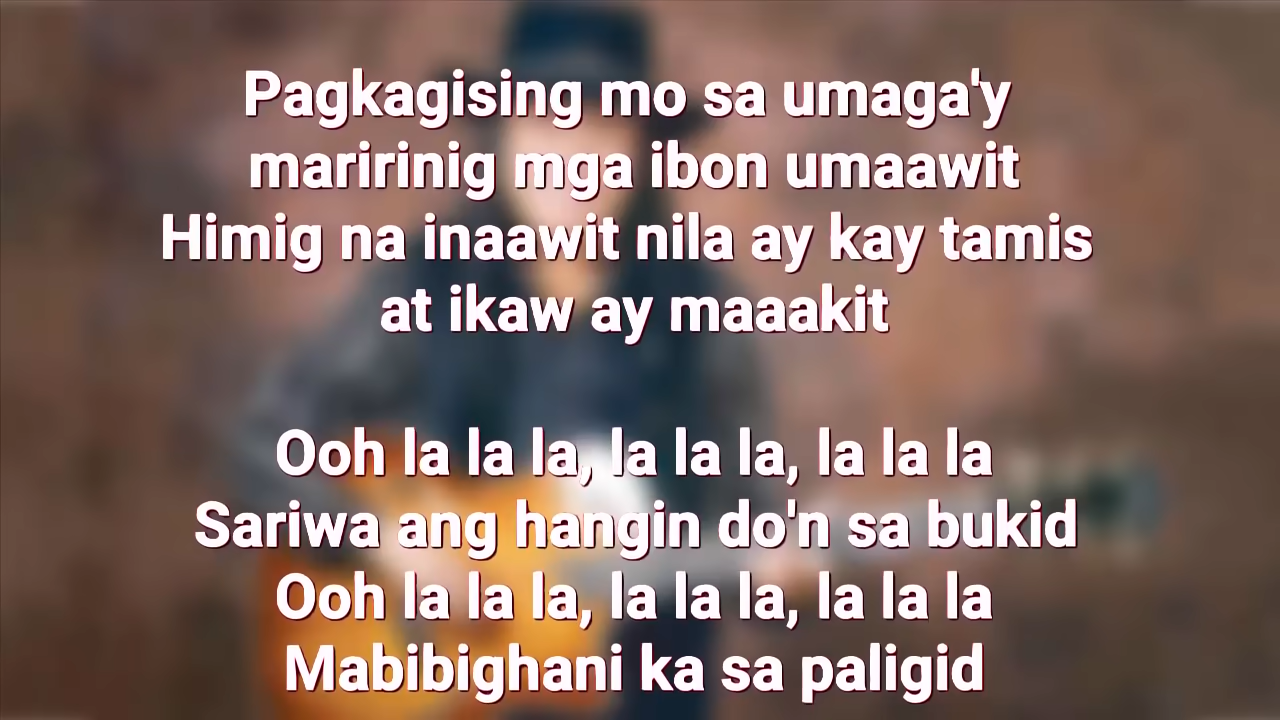 Pagkagising mo sa umaga'y
maririnig mga ibon umaawit
Himig na inaawit nila ay kay tamis
at ikaw ay maaakit
Ooh la la la, la la la, la la la
Sariwa ang hangin do'n sa bukid
Ooh la la la, la la la, la la la
Mabibighani ka sa paligid